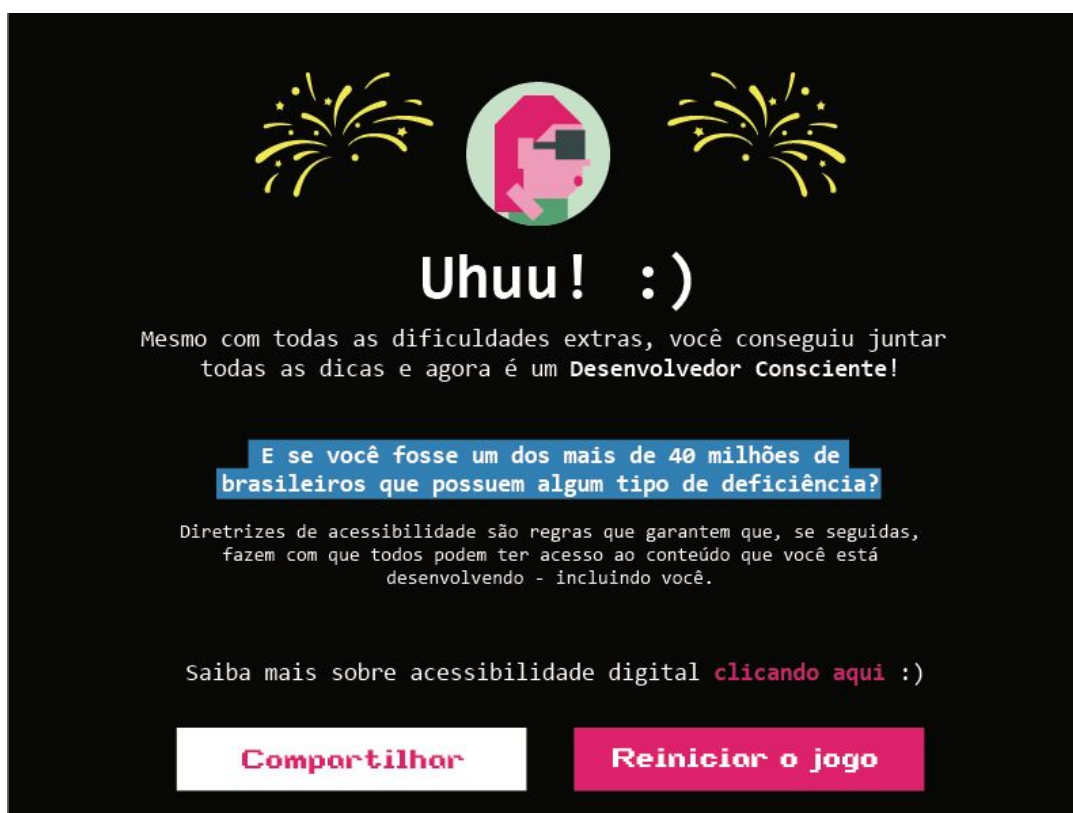 Uhuu! :)
Mesmo com todas as dificuldades extras, você conseguiu juntar
todas as dicas e agora é um Desenvolvedor Consciente!
E se você fosse um dos mais de 40 milhões de
brasileiros que possuem algum tipo de deficiência?
Diretrizes de acessibilidade são regras que garantem que, se seguidas,
fazem com que todos podem ter acesso ao conteúdo que você está
desenvolvendo - incluindo você.
Saiba mais sobre acessibilidade digital clicando aqui :)
Compartilhar
Reiniciar o jogo